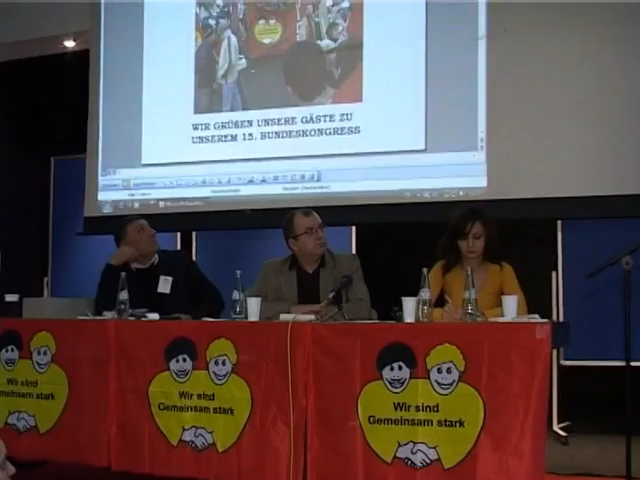 WIR GRÜßEN UNSERE GÄSTE ZU
UNSEREM 15. BUNDESKONGRESS
Wir sind
Gemeinsam stark
Wir sind
Gemeinsam stark
Wir sind
Gemeinsam stark